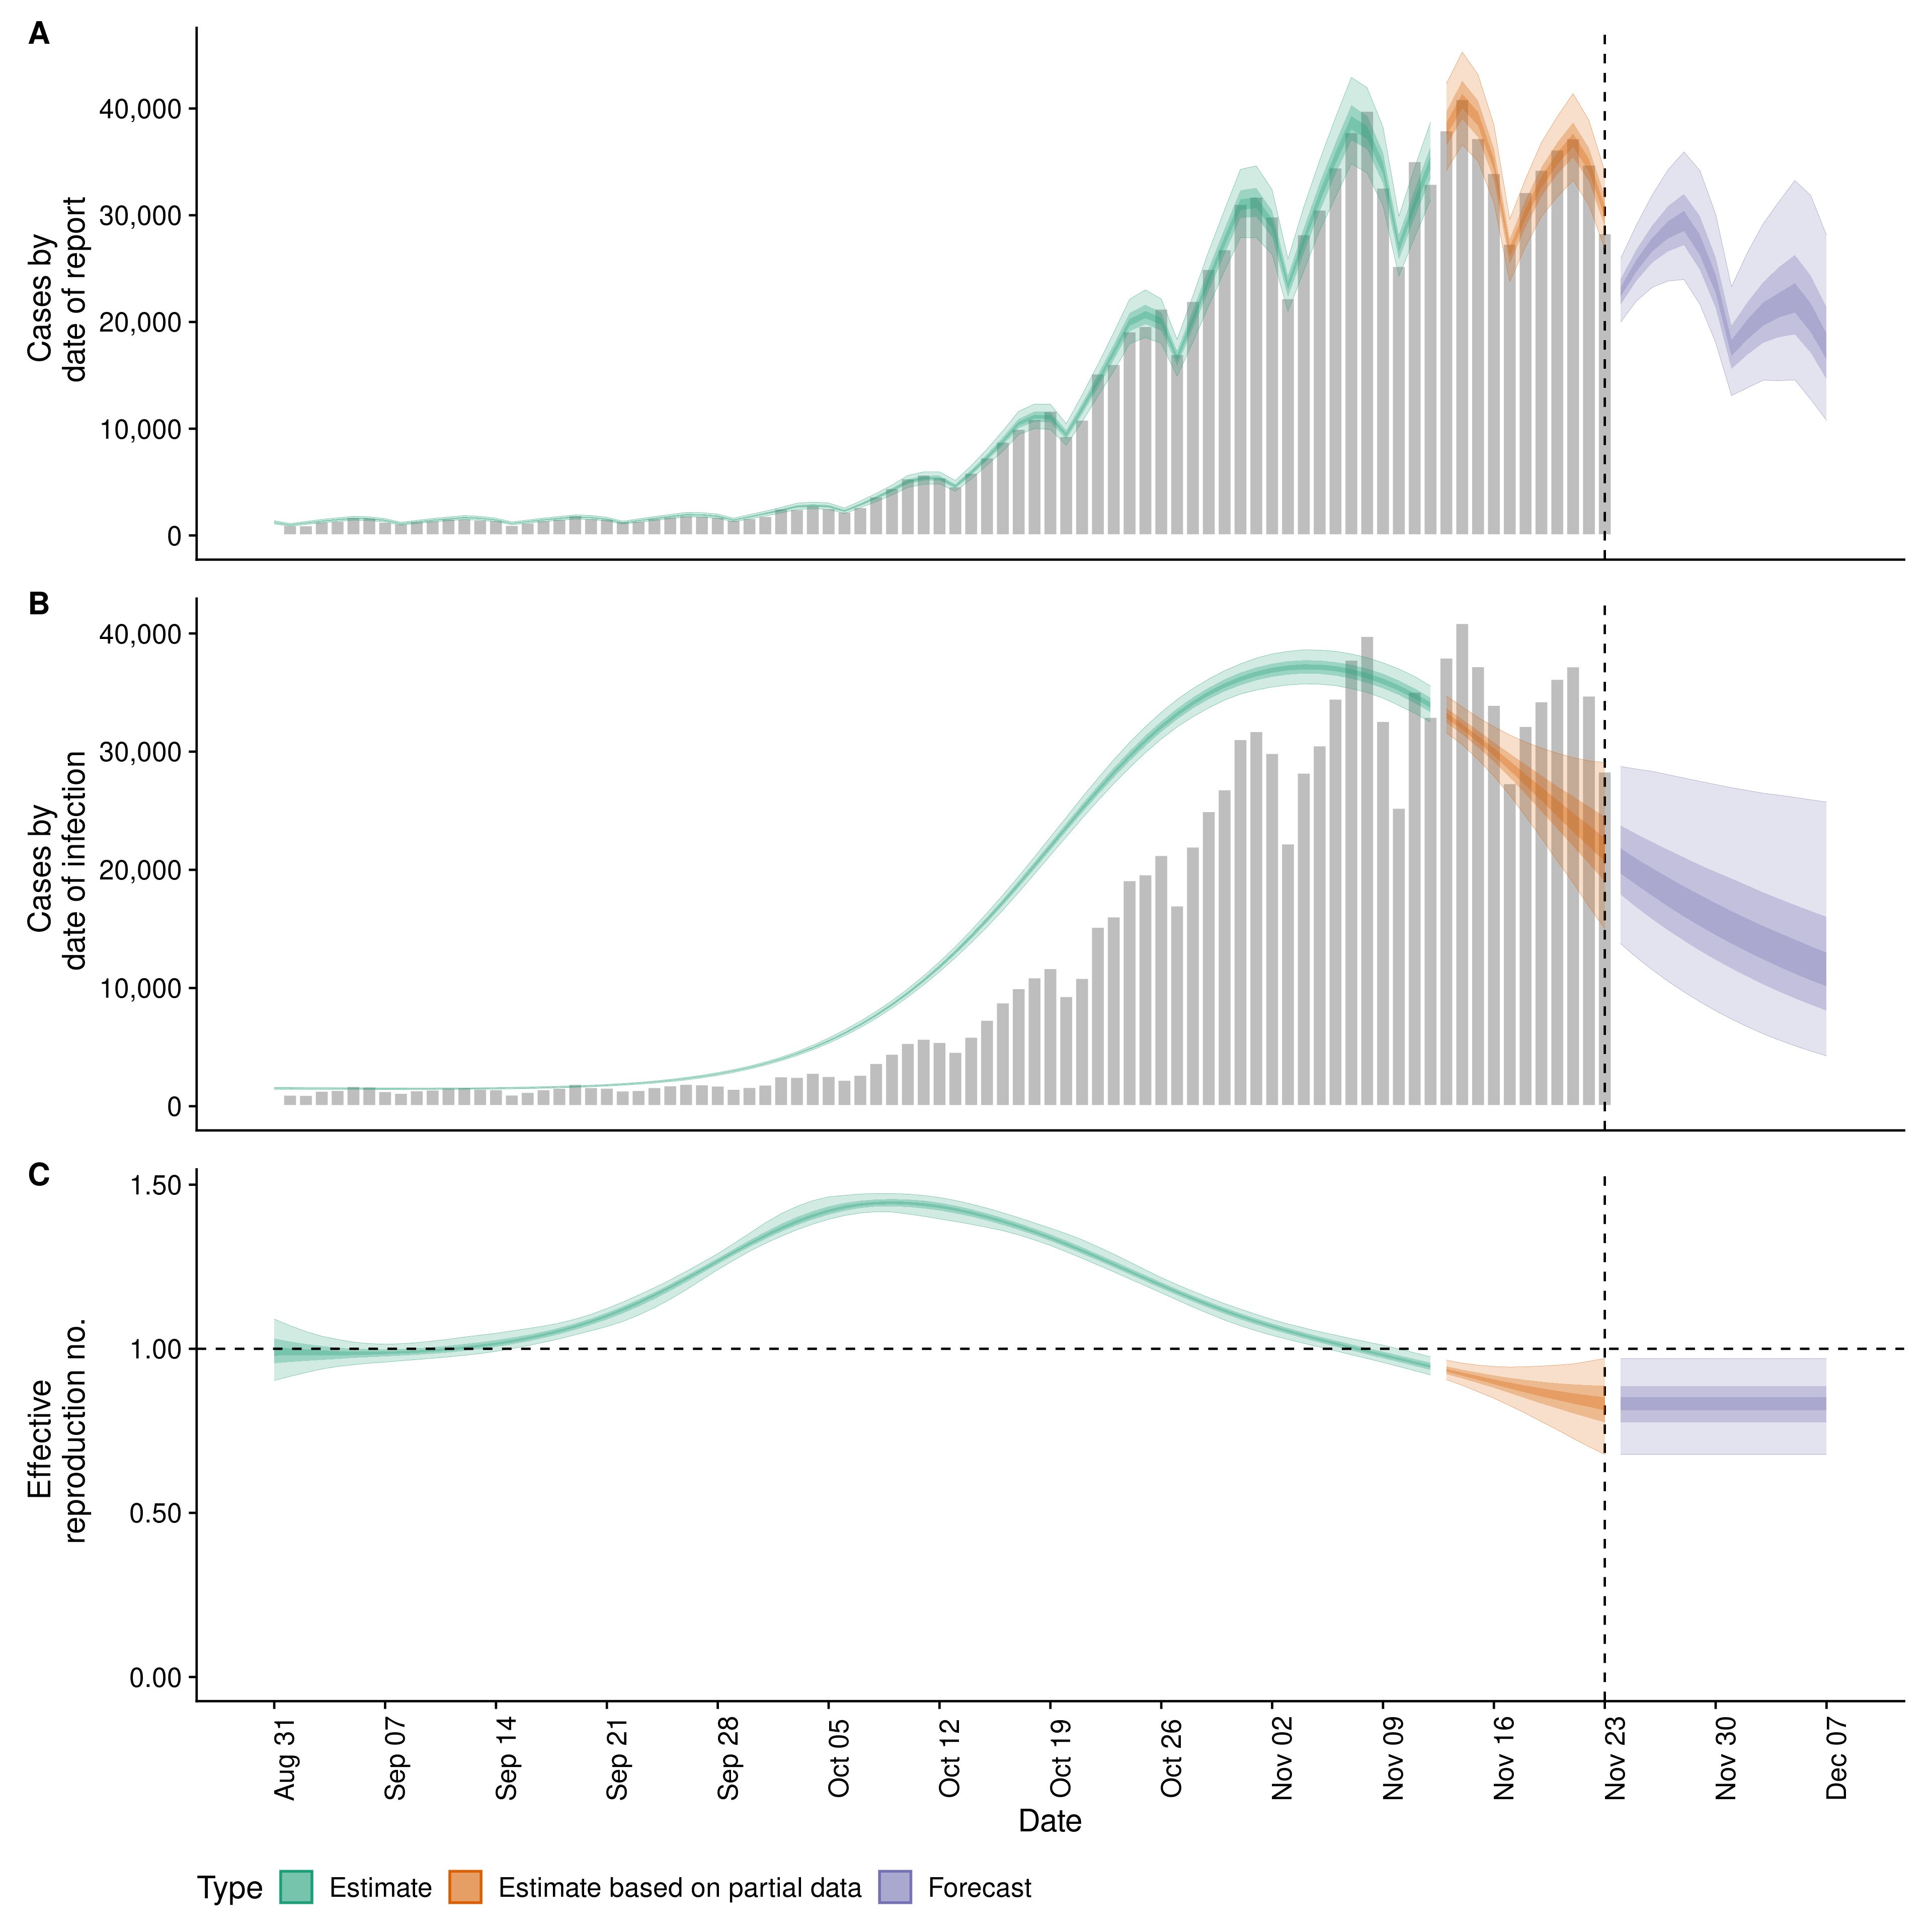 A
Cases by
date of report
40,000
30,000
20,000
10,000
0
B
Cases by
date of infection
40,000
30,000
20,000
10,000
0
C
Effective
reproduction no.
1.50
1.00
0.50
0.00
Aug 31
Sep 07
Sep 14
Sep 21
Sep 28
Oct 05
Oct 12
Oct 19
Oct 26
Nov 02
Nov 09
Nov 16
Nov 23
Nov 30
Dec 07
Date
Type Estimate Estimate based on partial data Forecast